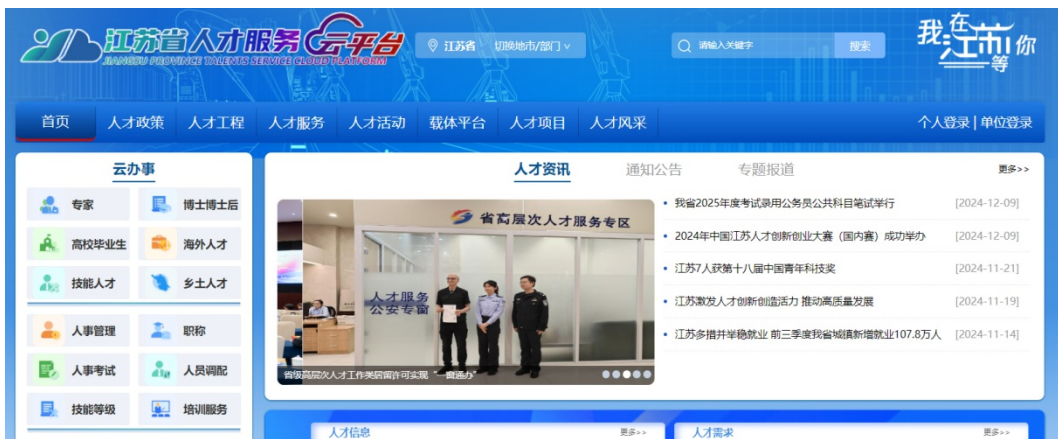 江苏省人才服务云平台
JIANGSU PROVINCE TALENTS SERVICE CLOUD PLATFORM
江苏省 切换地市/部门
请输入关键字 搜索
我在江苏等你
首页 人才政策 人才工程 人才服务 人才活动 载体平台 人才项目 人才风采 个人登录 | 单位登录
云办事
专家 博士博士后
高校毕业生 海外人才
技能人才 乡土人才
人事管理 职称
人事考试 人员调配
技能等级 培训服务
人才资讯 通知公告 专题报道 更多>>
省高层次人才服务专区
人才服务
公安专窗
省级高层次人才工作类居留许可实现“一窗通办”
我省2025年度考试录用公务员公共科目笔试举行 [2024-12-09]
2024年中国江苏人才创新创业大赛（国内赛）成功举办 [2024-12-09]
江苏7人获第十八届中国青年科技奖 [2024-11-21]
江苏激发人才创新创造活力 推动高质量发展 [2024-11-19]
江苏多措并举稳就业 前三季度我省城镇新增就业107.8万人 [2024-11-14]
人才信息 更多>>
人才需求 更多>>